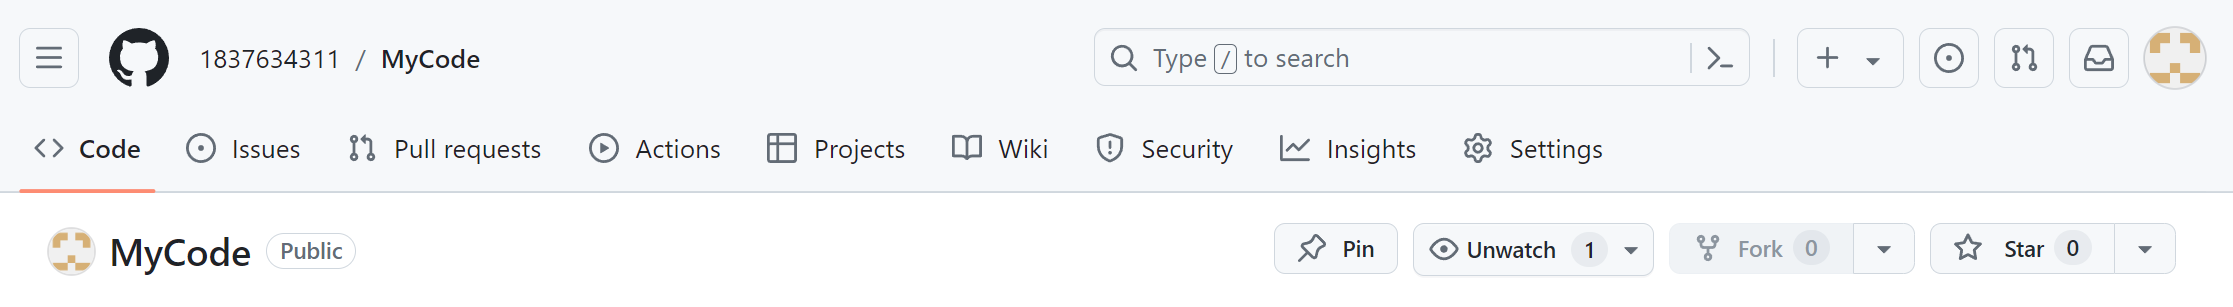 1837634311 / MyCode Type / to search
Code Issues Pull requests Actions Projects Wiki Security Insights Settings
MyCode Public Pin Unwatch 1 Fork 0 Star 0